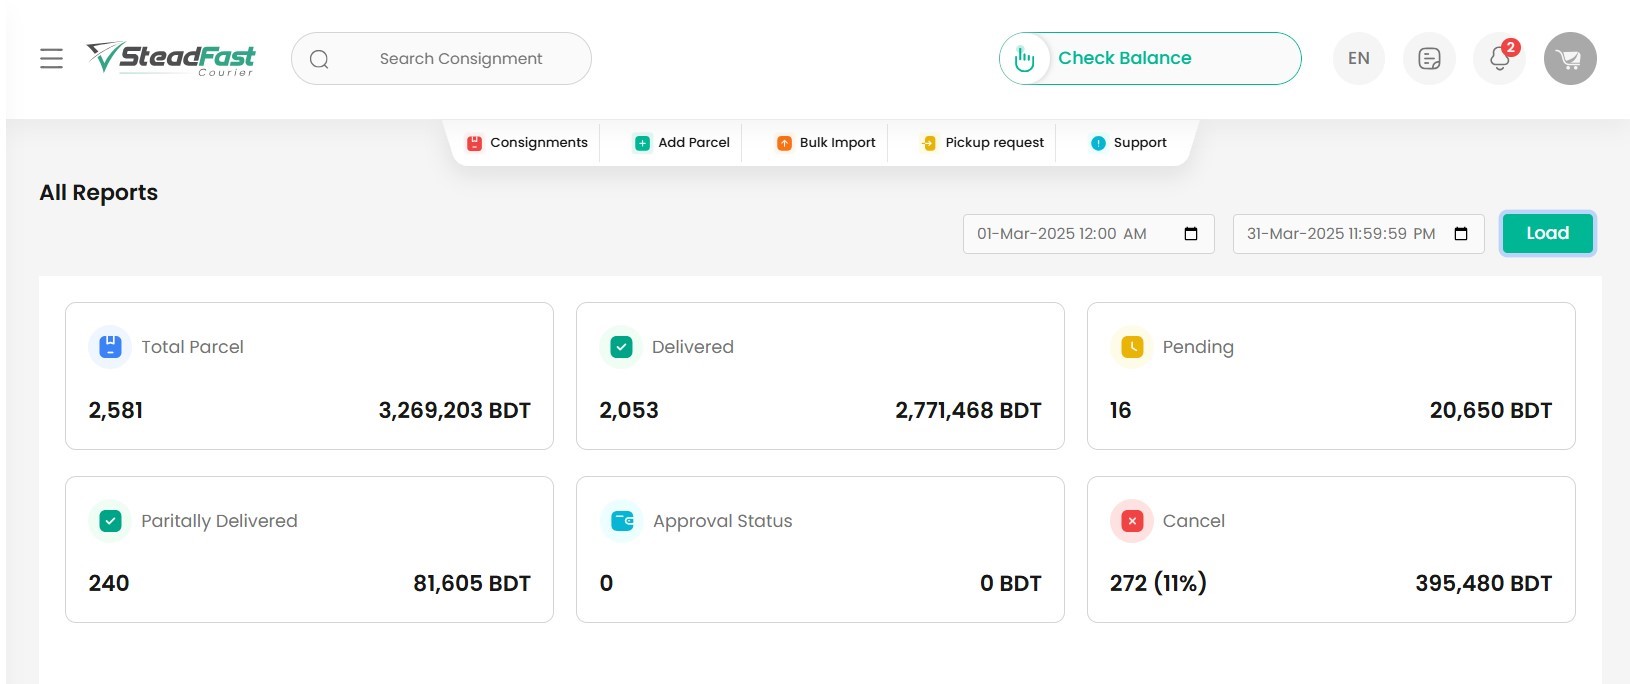 SteadFast
Courier
Search Consignment
Check Balance
EN
2
Consignments
Add Parcel
Bulk Import
Pickup request
Support
All Reports
01-Mar-2025 12:00 AM
31-Mar-2025 11:59:59 PM
Load
Total Parcel
2,581
3,269,203 BDT
Delivered
2,053
2,771,468 BDT
Pending
16
20,650 BDT
Paritally Delivered
240
81,605 BDT
Approval Status
0
0 BDT
Cancel
272 (11%)
395,480 BDT